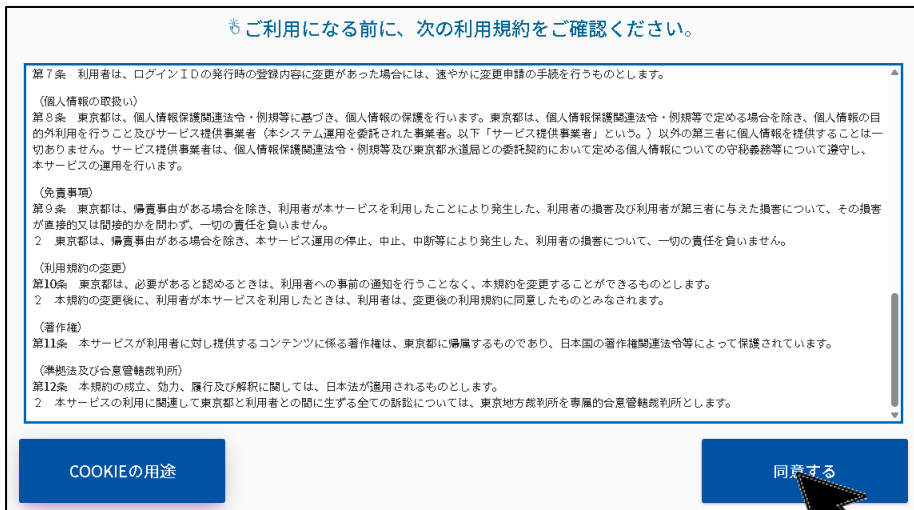 ご利用になる前に、次の利用規約をご確認ください。
第７条　利用者は、ログインＩＤの発行時の登録内容に変更があった場合には、速やかに変更申請の手続を行うものとします。
（個人情報の取扱い）
第８条　東京都は、個人情報保護関連法令・例規等に基づき、個人情報の保護を行います。東京都は、個人情報保護関連法令・例規等で定める場合を除き、個人情報の目
的外利用を行うこと及びサービス提供事業者（本システム運用を委託された事業者。以下「サービス提供事業者」という。）以外の第三者に個人情報を提供することは一
切ありません。サービス提供事業者は、個人情報保護関連法令・例規等及び東京都水道局との委託契約において定める個人情報についての守秘義務等について遵守し、
本サービスの運用を行います。
（免責事項）
第９条　東京都は、帰責事由がある場合を除き、利用者が本サービスを利用したことにより発生した、利用者の損害及び利用者が第三者に与えた損害について、その損害
が直接的又は間接的かを問わず、一切の責任を負いません。
２　東京都は、帰責事由がある場合を除き、本サービス運用の停止、中止、中断等により発生した、利用者の損害について、一切の責任を負いません。
（利用規約の変更）
第10条　東京都は、必要があると認めるときは、利用者への事前の通知を行うことなく、本規約を変更することができるものとします。
２　本規約の変更後に、利用者が本サービスを利用したときは、利用者は、変更後の利用規約に同意したものとみなされます。
（著作権）
第11条　本サービスが利用者に対し提供するコンテンツに係る著作権は、東京都に帰属するものであり、日本国の著作権関連法令等によって保護されています。
（準拠法及び合意管轄裁判所）
第12条　本規約の成立、効力、履行及び解釈に関しては、日本法が適用されるものとします。
２　本サービスの利用に関連して東京都と利用者との間に生ずる全ての訴訟については、東京地方裁判所を専属的合意管轄裁判所とします。
COOKIEの用途
同意する